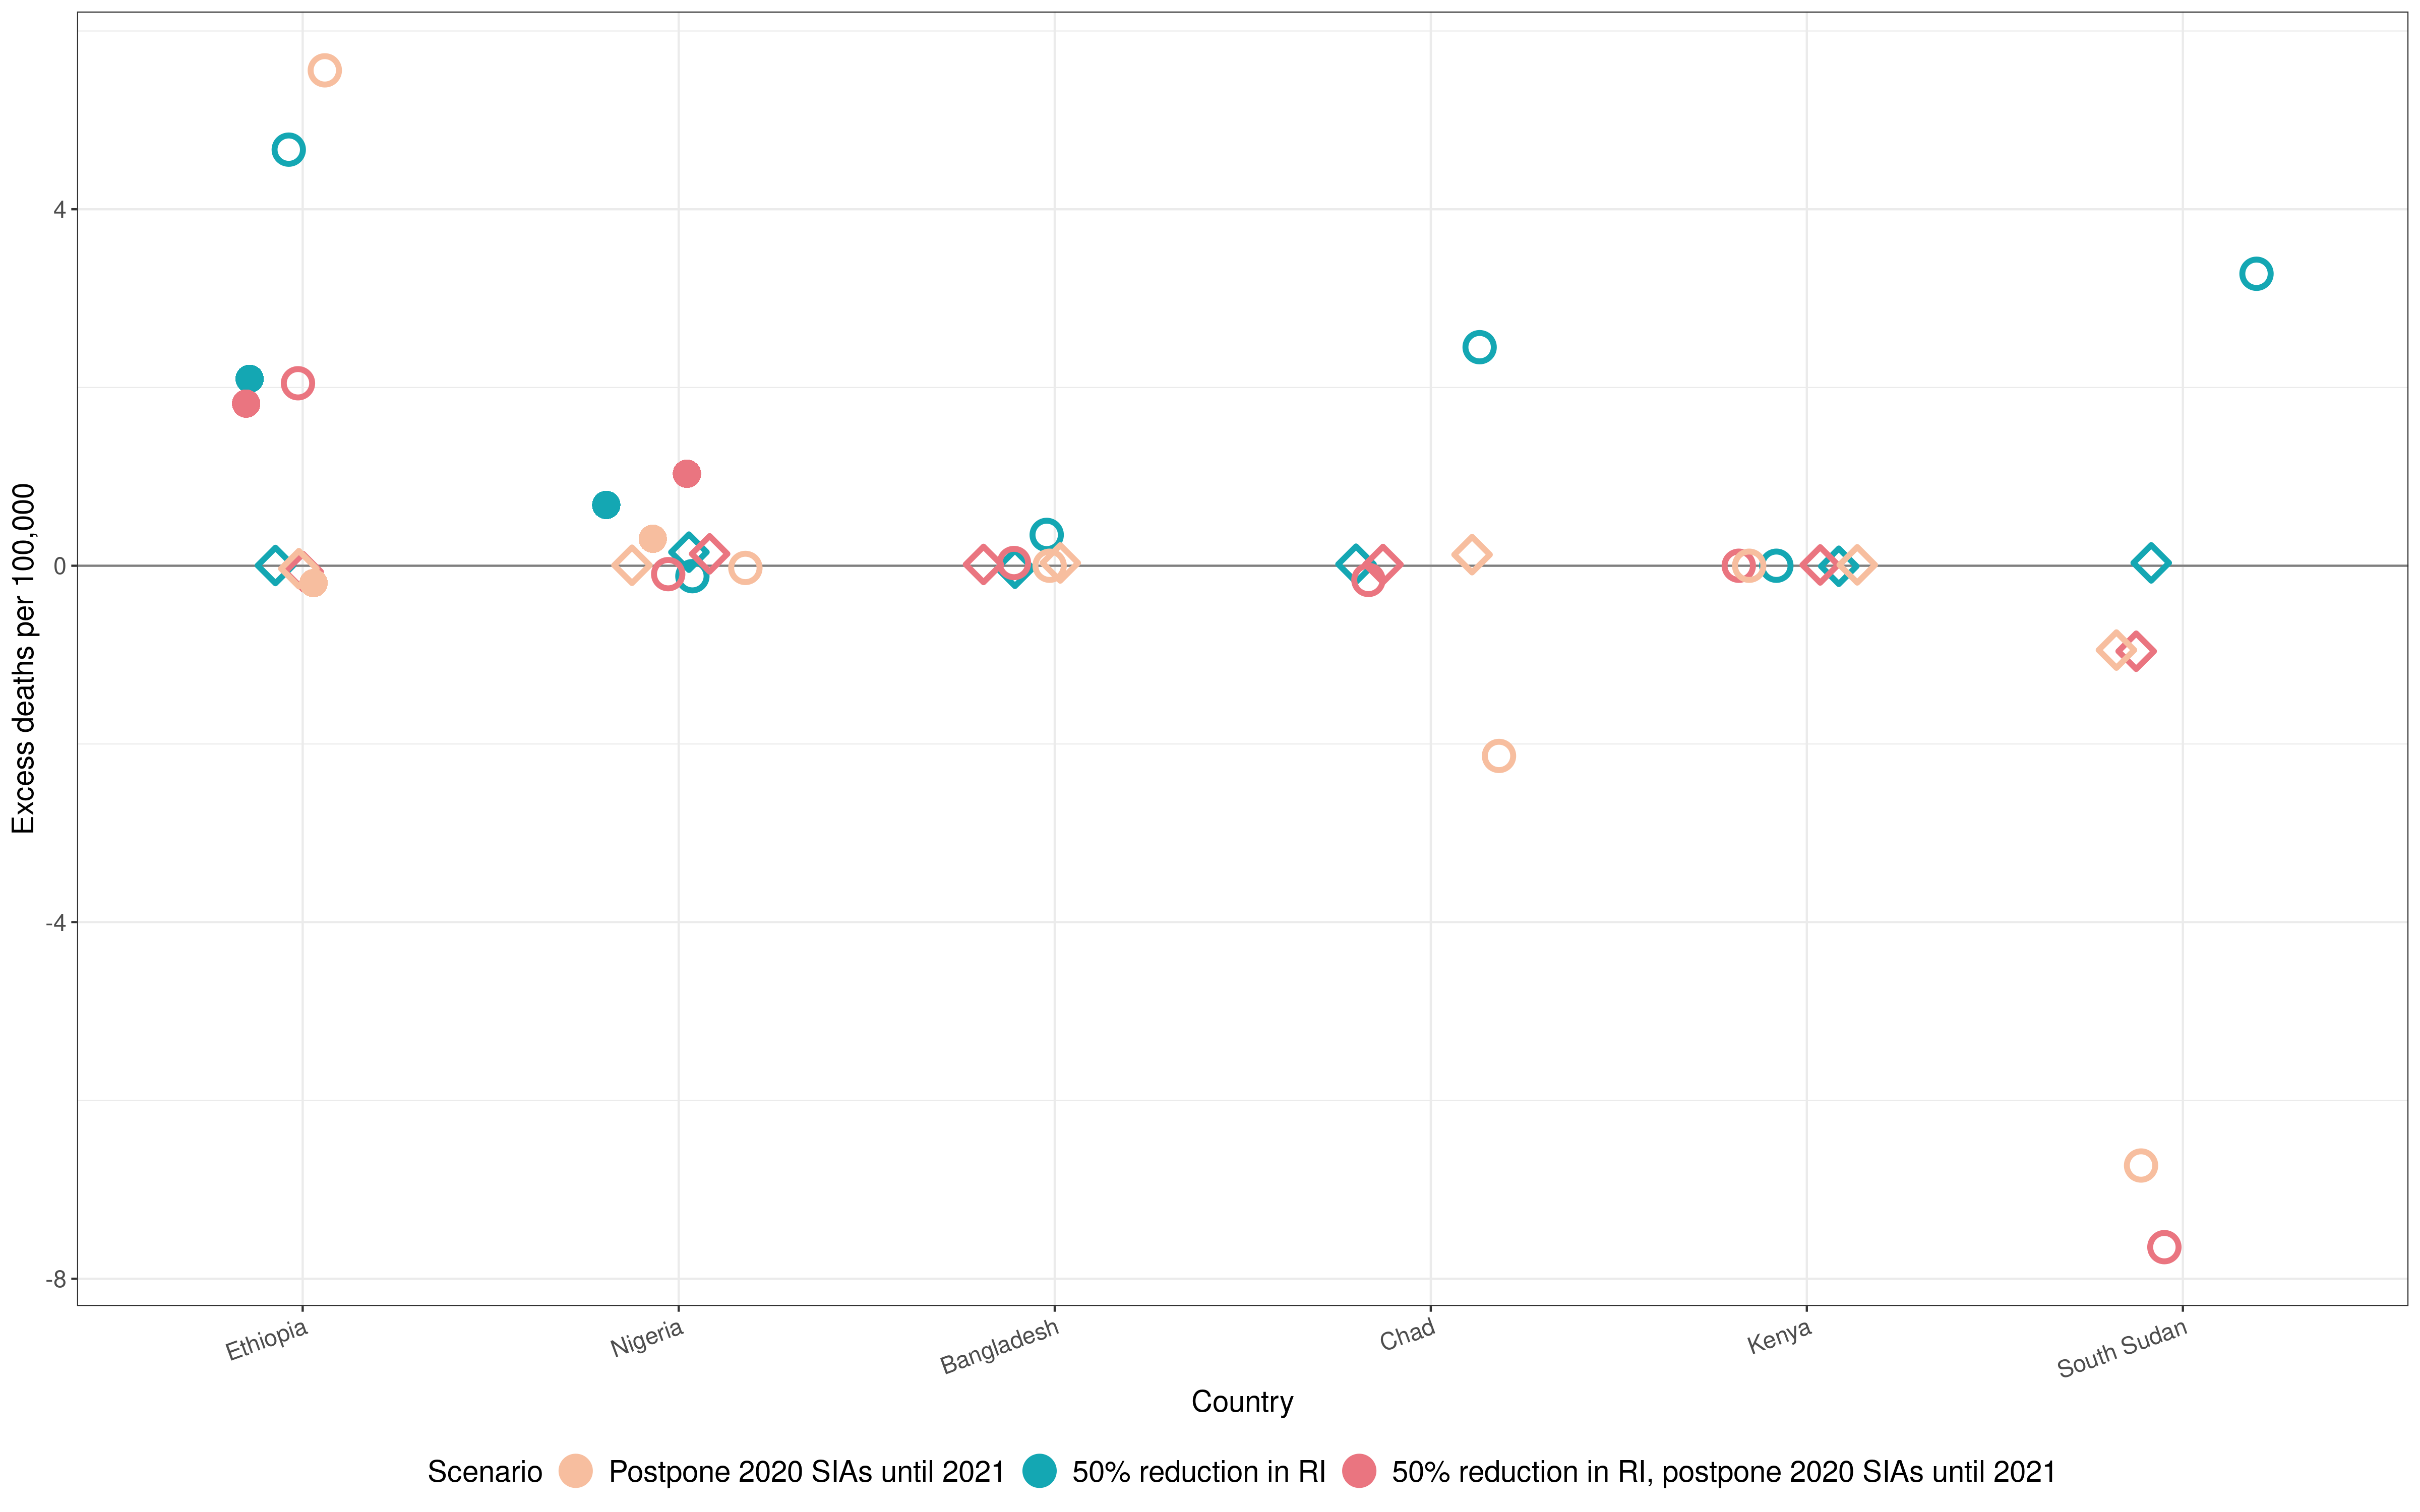 Excess deaths per 100,000
4
0
-4
-8
Ethiopia
Nigeria
Bangladesh
Chad
Kenya
South Sudan
Country
Scenario Postpone 2020 SIAs until 2021 50% reduction in RI 50% reduction in RI, postpone 2020 SIAs until 2021